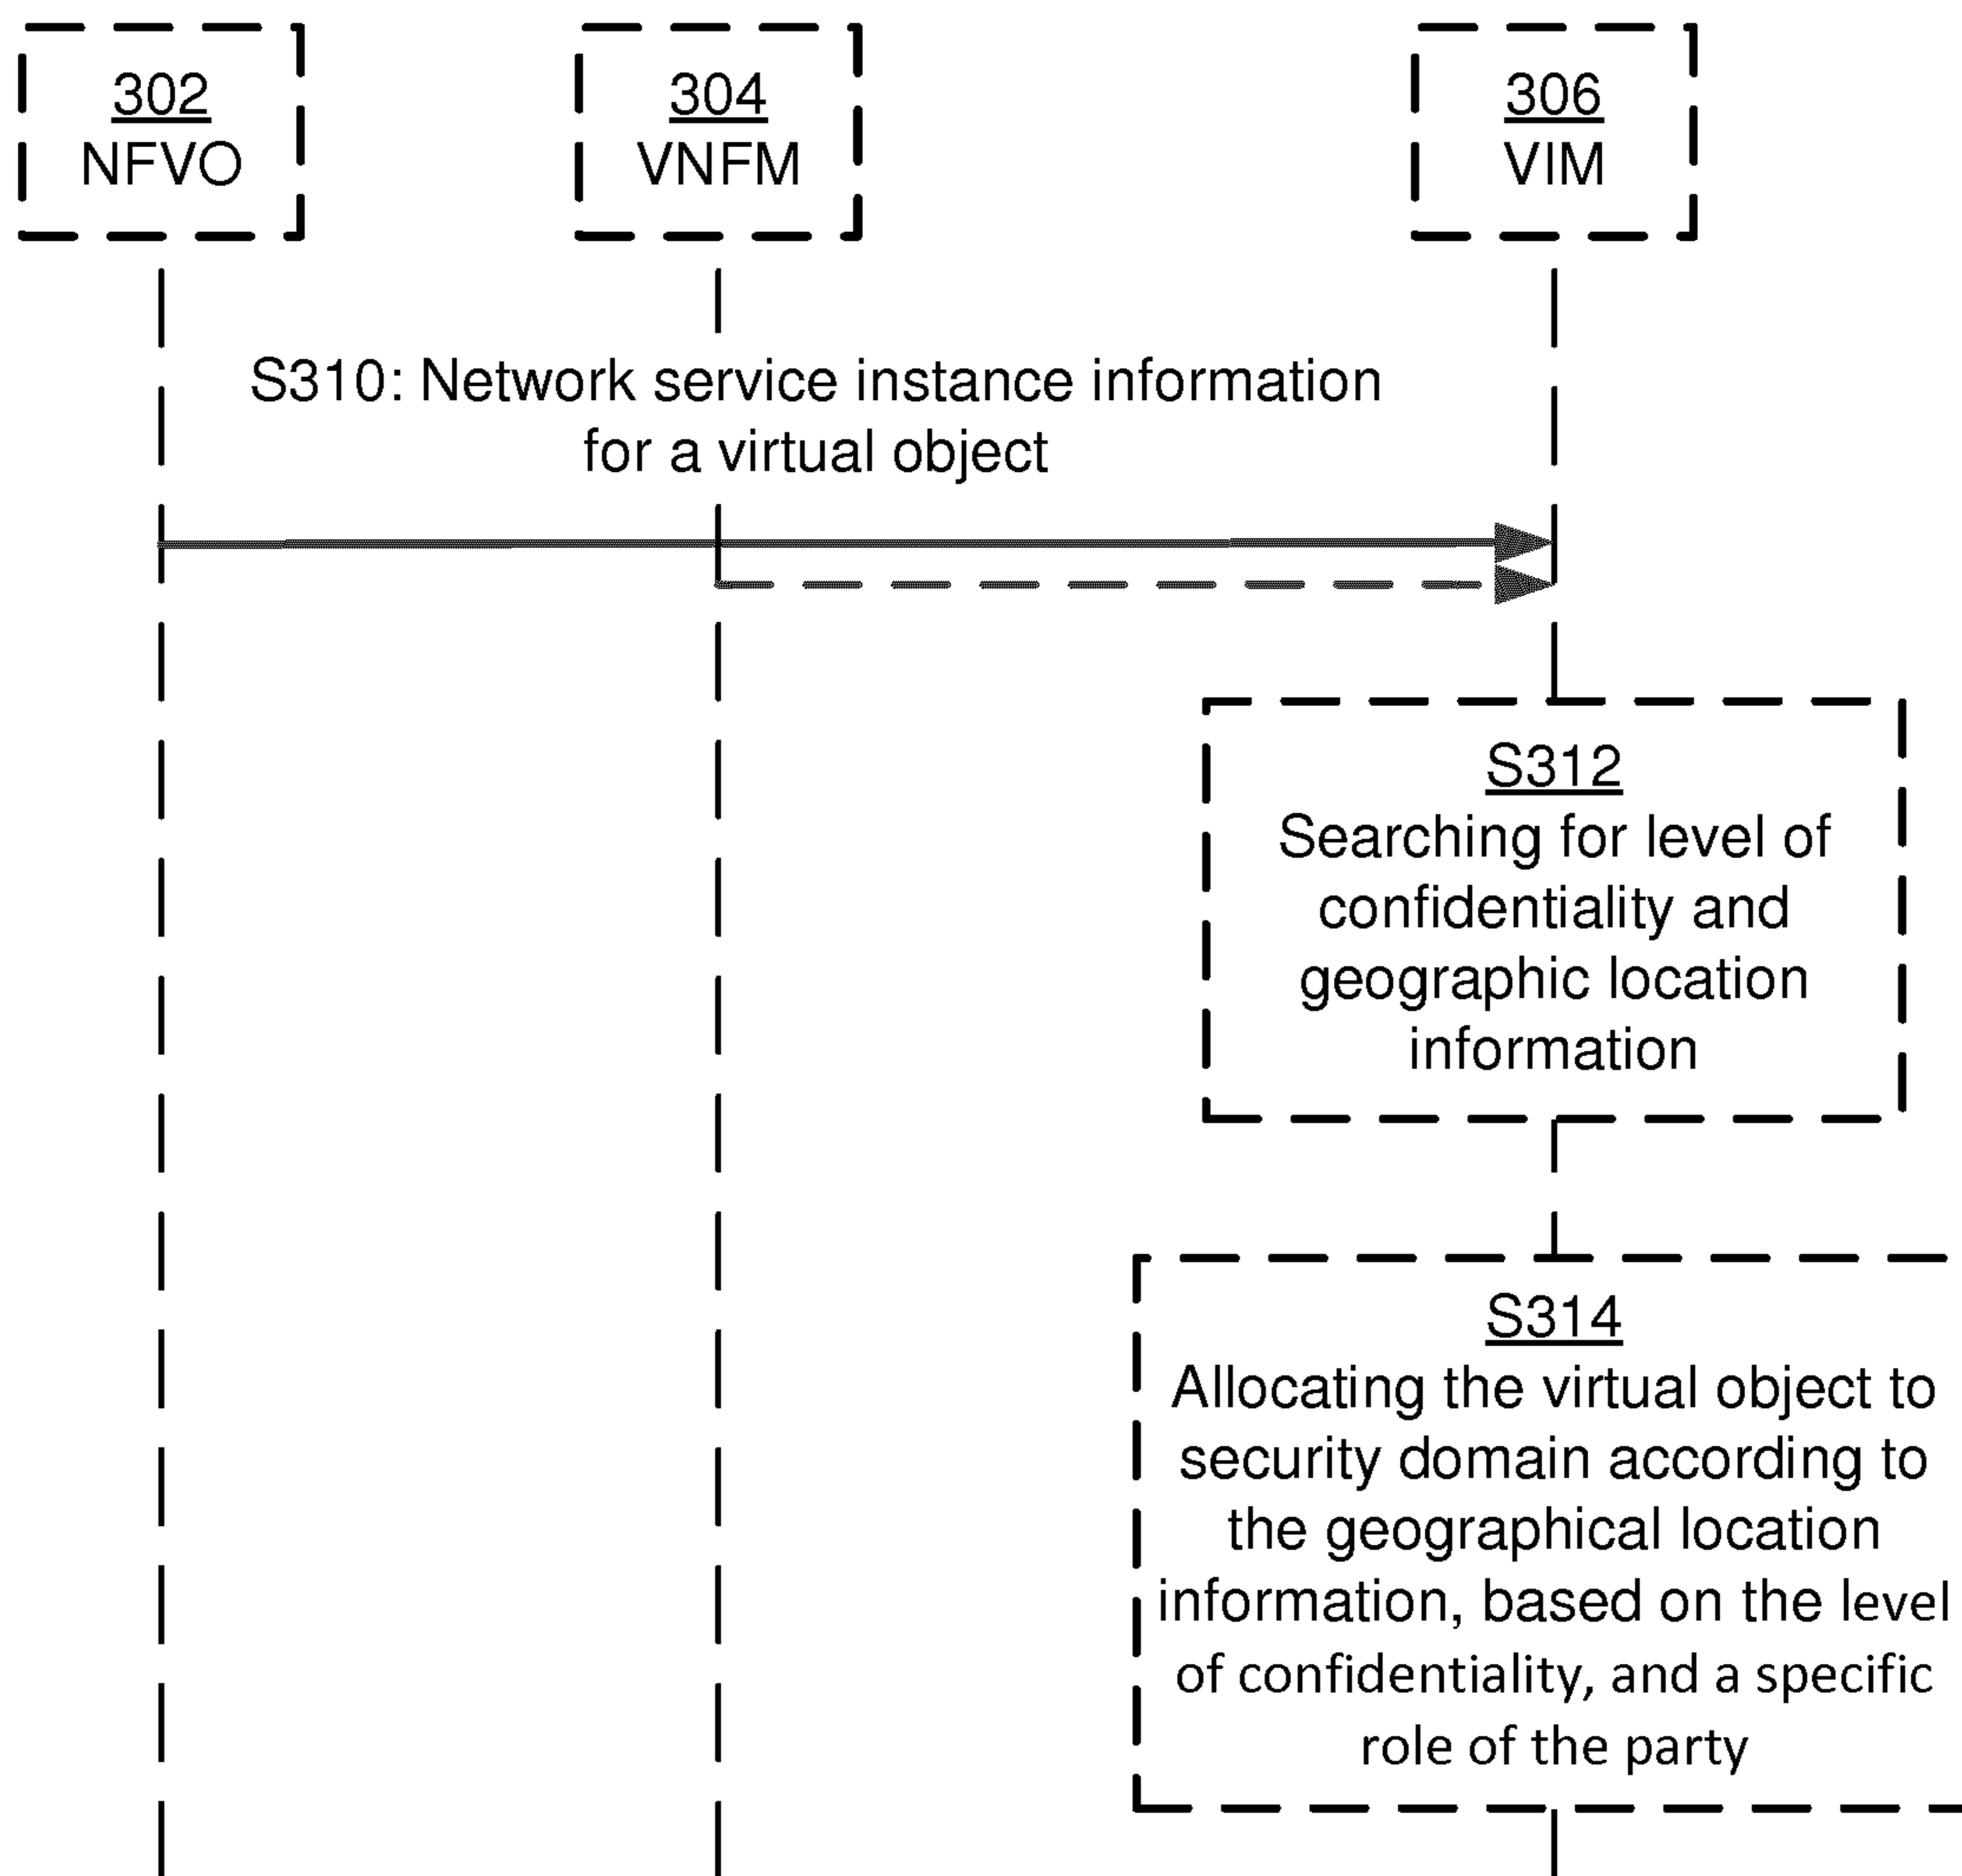 302
NFVO
304
VNFM
306
VIM
S310: Network service instance information
for a virtual object
S312
Searching for level of
confidentiality and
geographic location
information
S314
Allocating the virtual object to
security domain according to
the geographical location
information, based on the level
of confidentiality, and a specific
role of the party